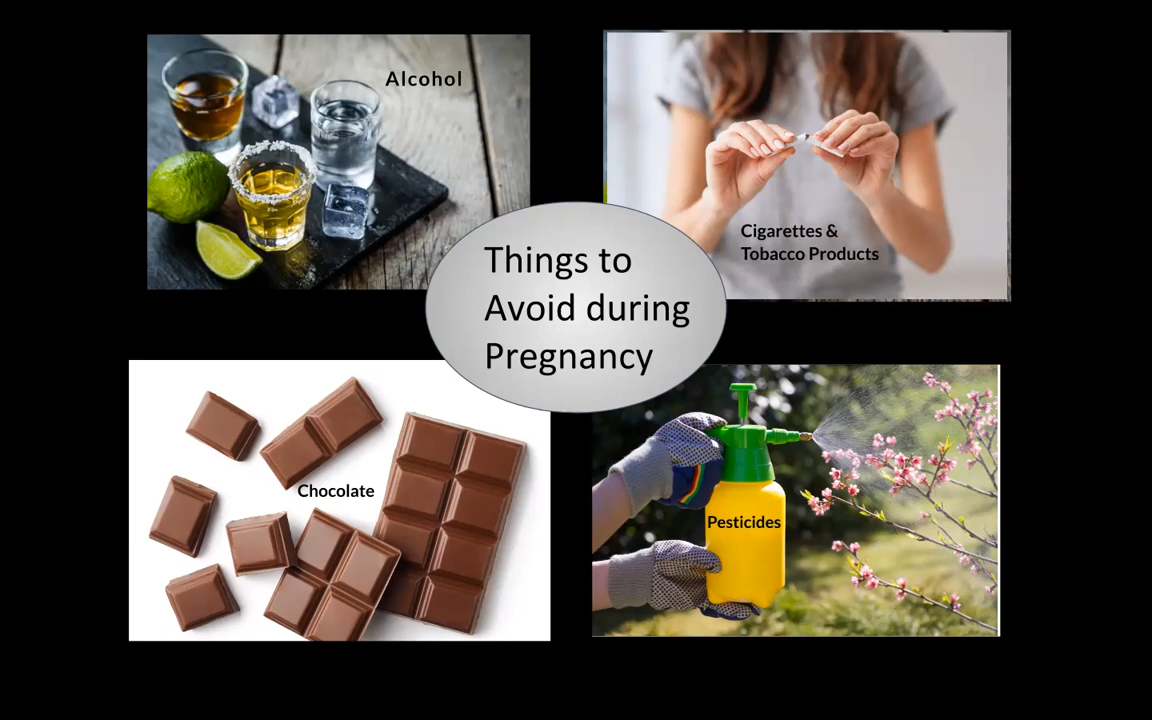 Alcohol
Cigarettes &
Tobacco Products
Things to
Avoid during
Pregnancy
Chocolate
Pesticides